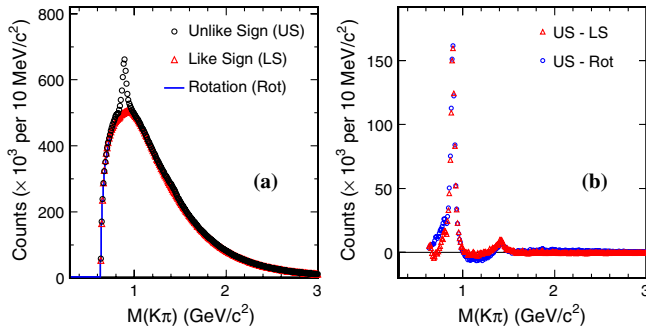 800
600
400
200
0
Counts (× 10³ per 10 MeV/c²)
Unlike Sign (US)
Like Sign (LS)
Rotation (Rot)
(a)
1
2
3
M(Kπ) (GeV/c²)
150
100
50
0
Counts (× 10³ per 10 MeV/c²)
US - LS
US - Rot
(b)
1
2
3
M(Kπ) (GeV/c²)